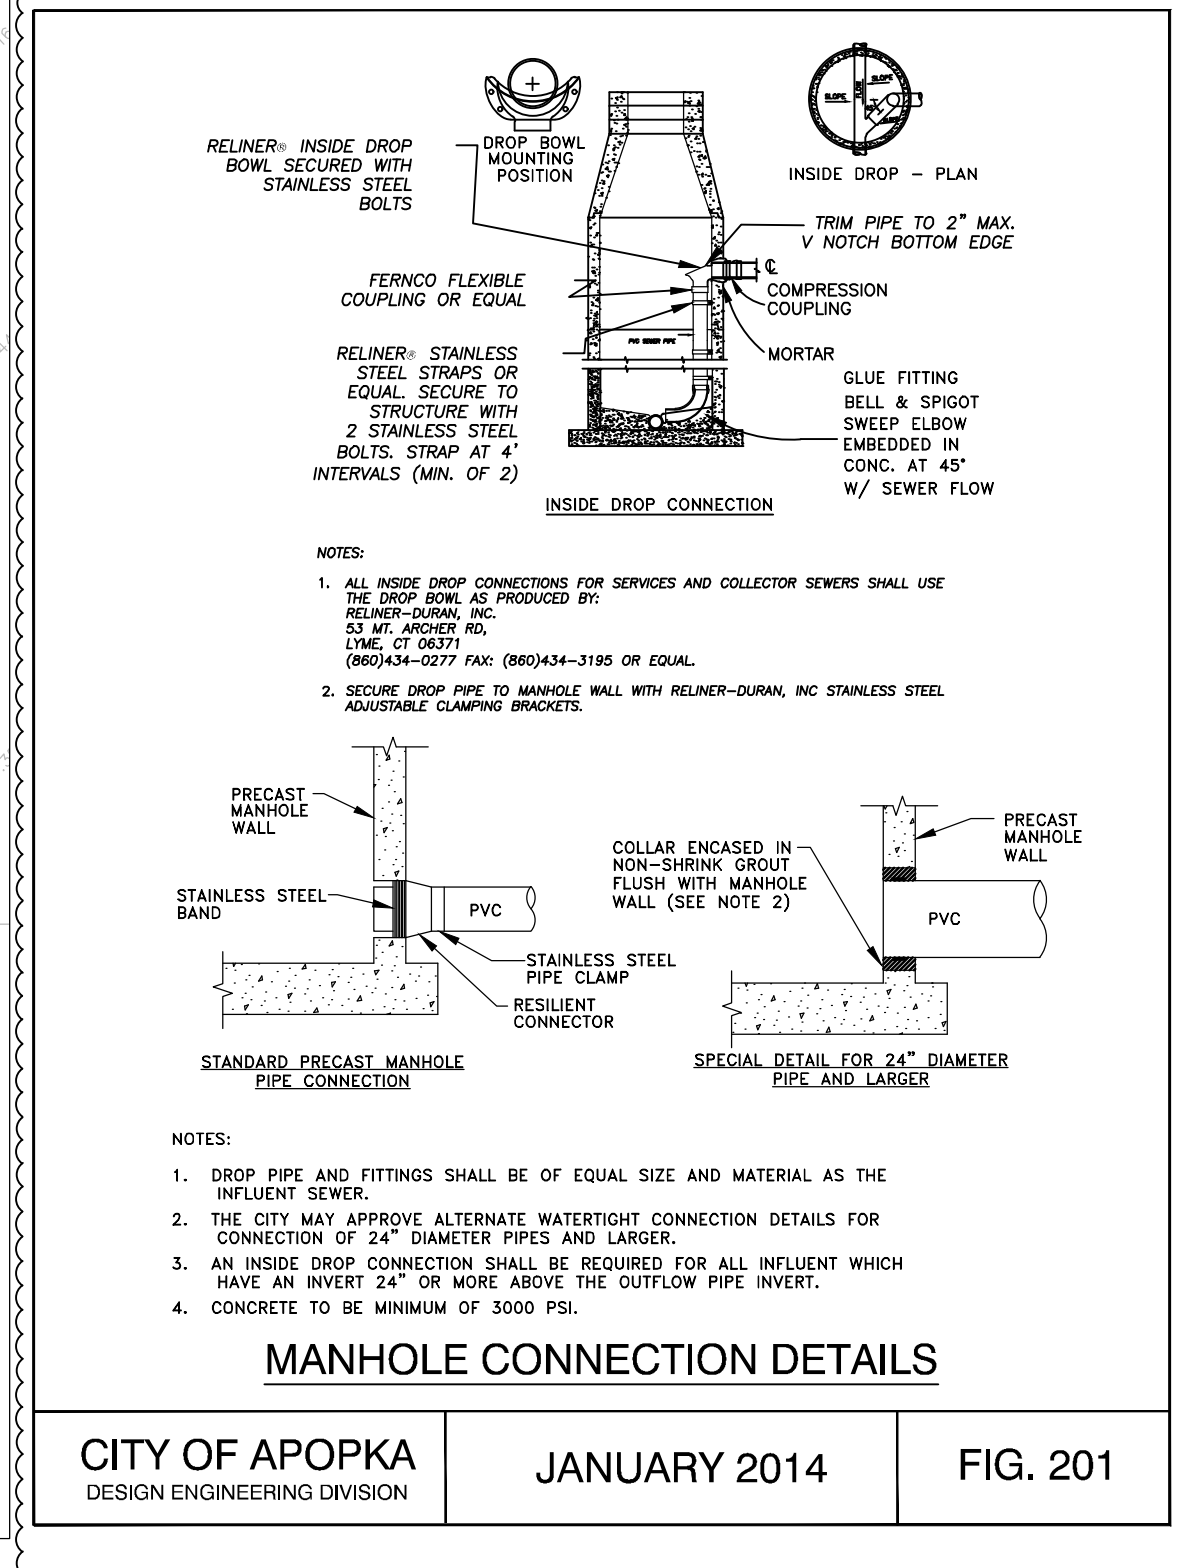 DROP BOWL
MOUNTING
POSITION
SLOPE
FLOW
SLOPE
INSIDE DROP – PLAN
RELINER® INSIDE DROP
BOWL SECURED WITH
STAINLESS STEEL
BOLTS
TRIM PIPE TO 2" MAX.
V NOTCH BOTTOM EDGE
FERNCO FLEXIBLE
COUPLING OR EQUAL
COMPRESSION
COUPLING
PVC SEWER PIPE
MORTAR
RELINER® STAINLESS
STEEL STRAPS OR
EQUAL. SECURE TO
STRUCTURE WITH
2 STAINLESS STEEL
BOLTS. STRAP AT 4'
INTERVALS (MIN. OF 2)
GLUE FITTING
BELL & SPIGOT
SWEEP ELBOW
EMBEDDED IN
CONC. AT 45°
W/ SEWER FLOW
INSIDE DROP CONNECTION
NOTES:
1. ALL INSIDE DROP CONNECTIONS FOR SERVICES AND COLLECTOR SEWERS SHALL USE
THE DROP BOWL AS PRODUCED BY:
RELINER–DURAN, INC.
53 MT. ARCHER RD,
LYME, CT 06371
(860)434–0277 FAX: (860)434–3195 OR EQUAL.
2. SECURE DROP PIPE TO MANHOLE WALL WITH RELINER–DURAN, INC STAINLESS STEEL
ADJUSTABLE CLAMPING BRACKETS.
PRECAST
MANHOLE
WALL
STAINLESS STEEL
BAND
PVC
STAINLESS STEEL
PIPE CLAMP
RESILIENT
CONNECTOR
STANDARD PRECAST MANHOLE
PIPE CONNECTION
COLLAR ENCASED IN
NON–SHRINK GROUT
FLUSH WITH MANHOLE
WALL (SEE NOTE 2)
PRECAST
MANHOLE
WALL
PVC
SPECIAL DETAIL FOR 24" DIAMETER
PIPE AND LARGER
NOTES:
1. DROP PIPE AND FITTINGS SHALL BE OF EQUAL SIZE AND MATERIAL AS THE
INFLUENT SEWER.
2. THE CITY MAY APPROVE ALTERNATE WATERTIGHT CONNECTION DETAILS FOR
CONNECTION OF 24" DIAMETER PIPES AND LARGER.
3. AN INSIDE DROP CONNECTION SHALL BE REQUIRED FOR ALL INFLUENT WHICH
HAVE AN INVERT 24" OR MORE ABOVE THE OUTFLOW PIPE INVERT.
4. CONCRETE TO BE MINIMUM OF 3000 PSI.
MANHOLE CONNECTION DETAILS
CITY OF APOPKA
DESIGN ENGINEERING DIVISION
JANUARY 2014
FIG. 201